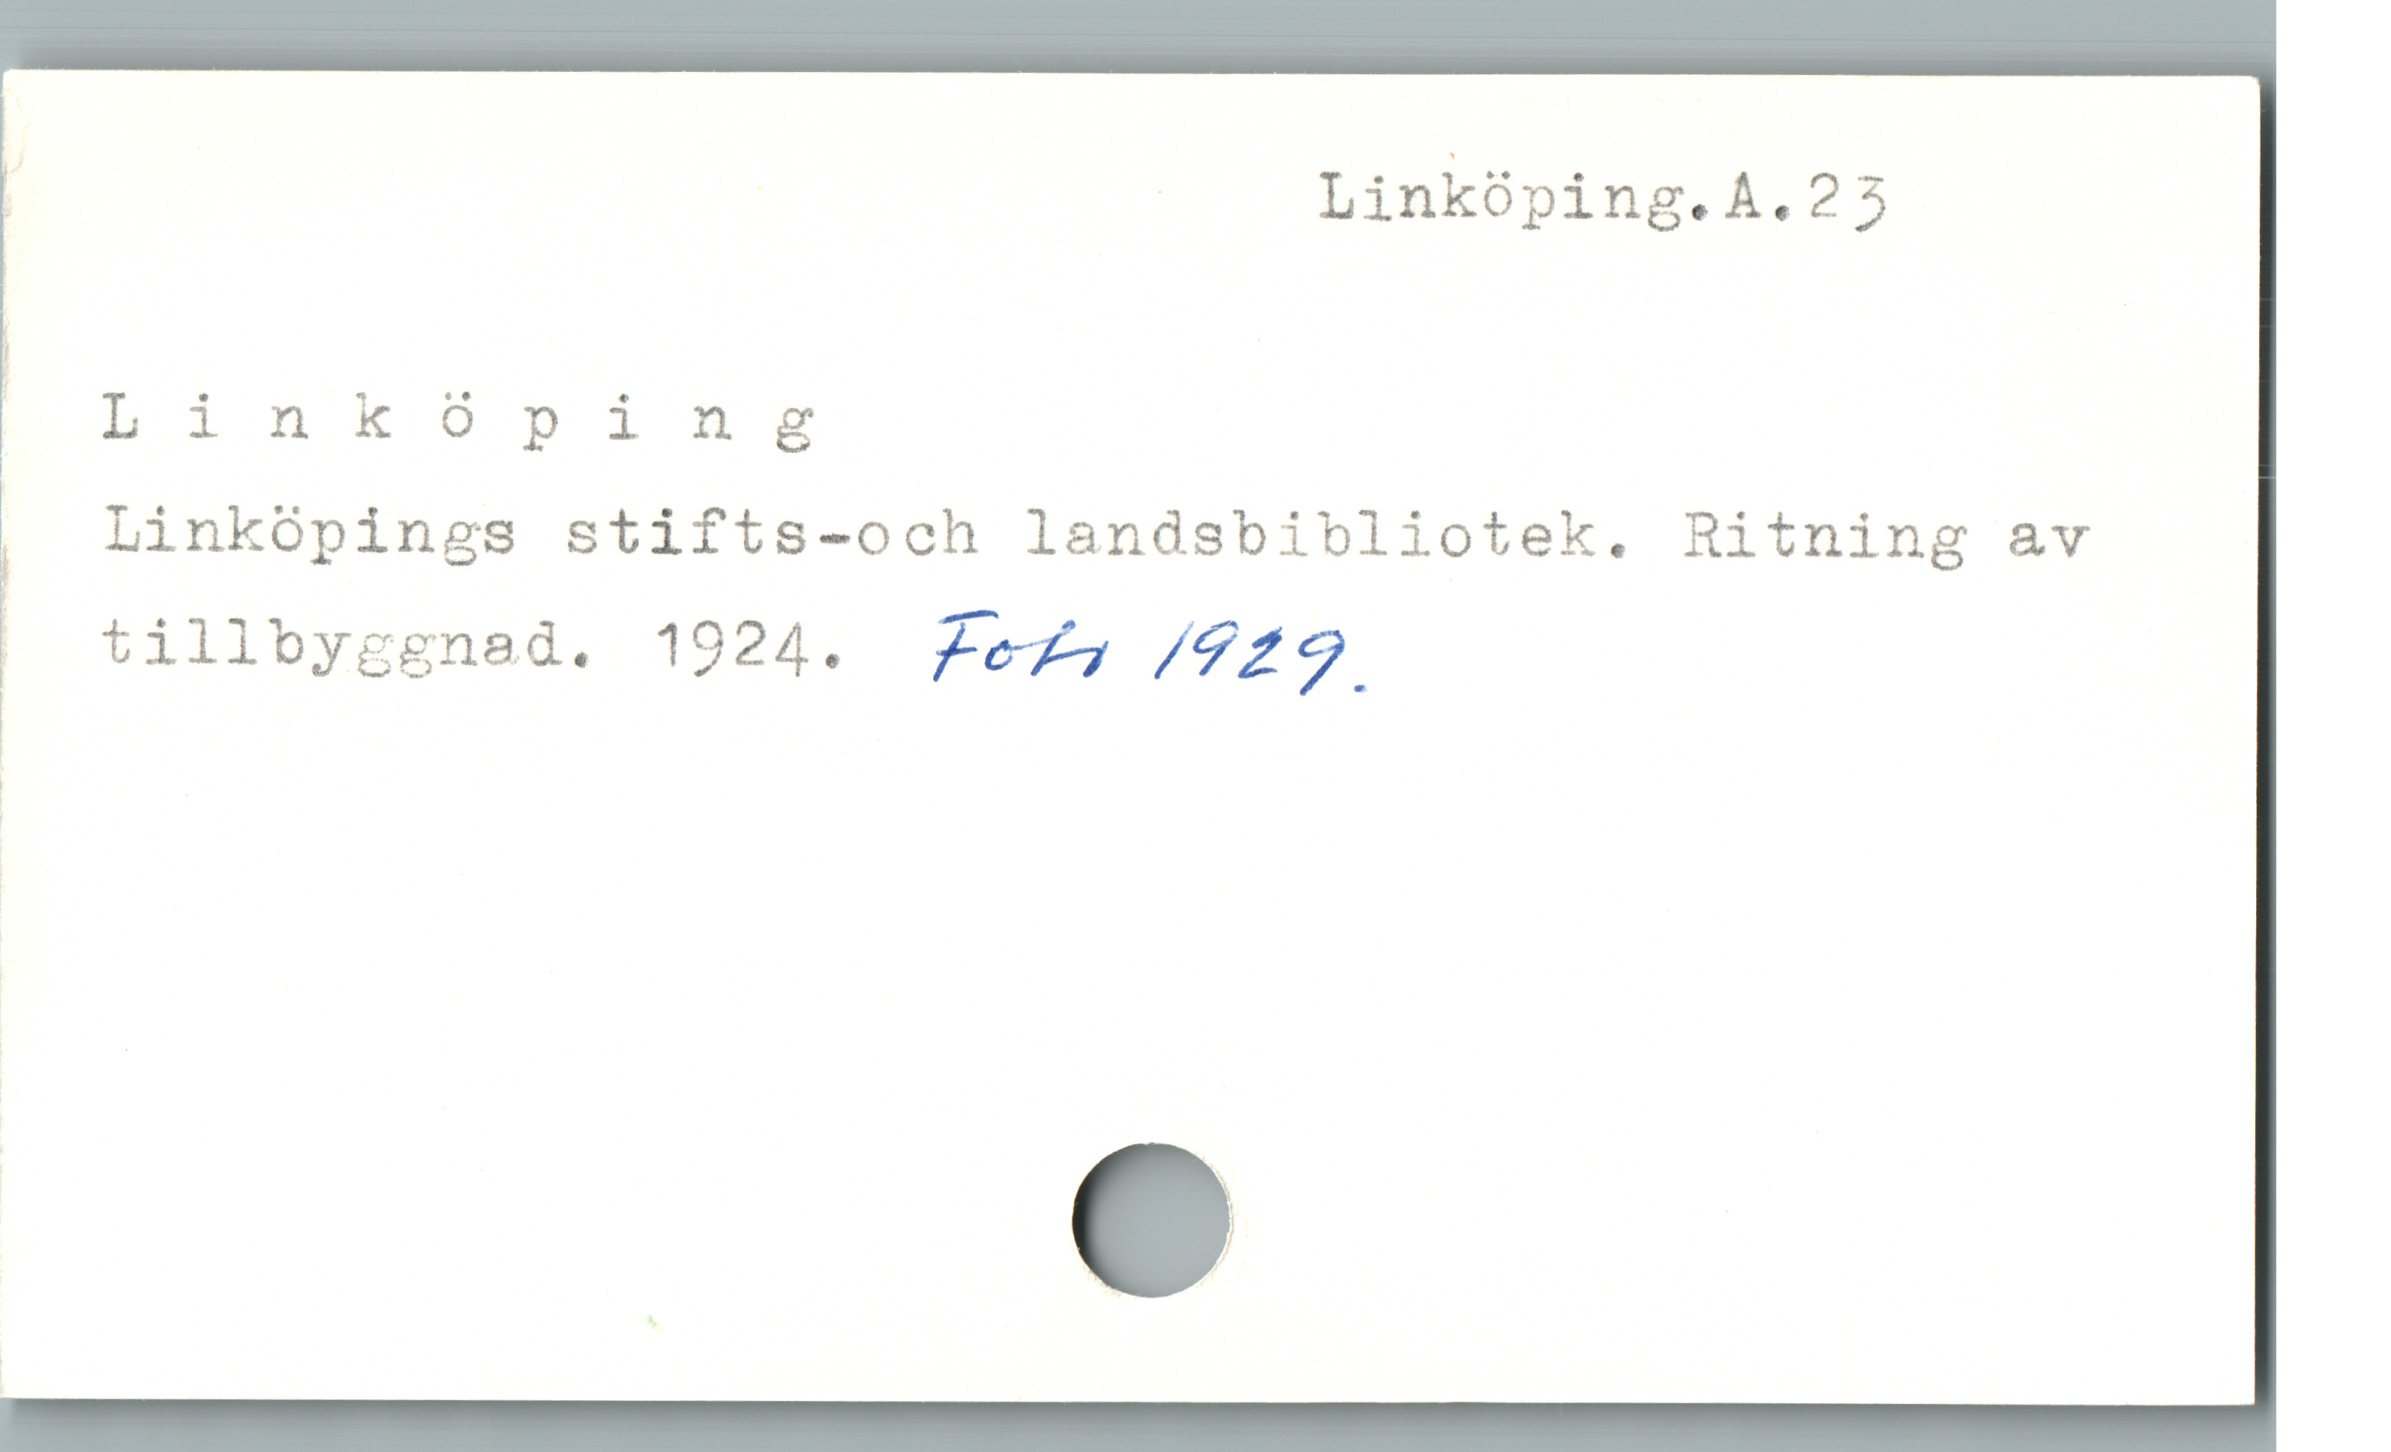 Linköping.A.23
L i n k ö p i n g
Linköpings stifts-och landsbibliotek. Ritning av
tillbyggnad. 1924. Foto 1929.